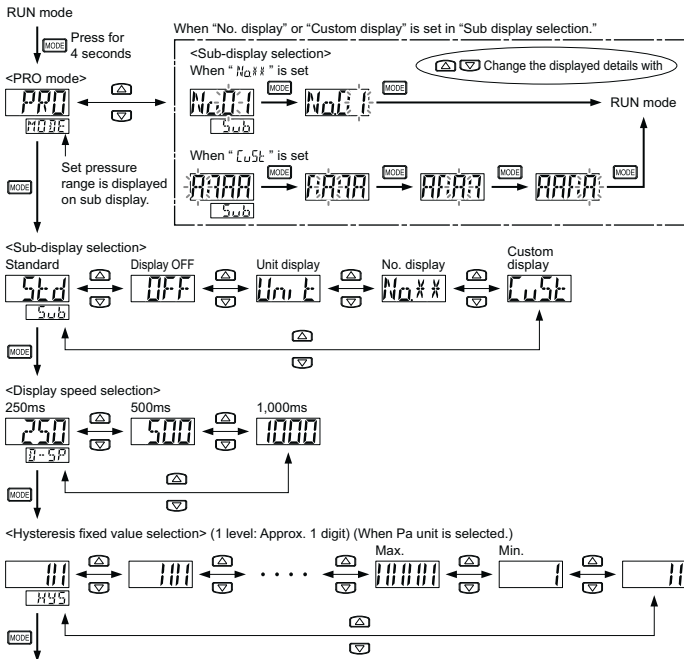 RUN mode
MODE Press for 4 seconds
When “No. display” or “Custom display” is set in “Sub display selection.”
<PRO mode>
PRO
MODE
Set pressure range is displayed on sub display.
MODE
<Sub-display selection>
When “ No.** ” is set
Change the displayed details with
No.01 MODE No.01 MODE RUN mode
Sub
When “ CuSt ” is set
MODE MODE MODE MODE
Sub
<Sub-display selection>
Standard Display OFF Unit display No. display Custom display
Std OFF Unit No.** CuSt
Sub
MODE
<Display speed selection>
250ms 500ms 1,000ms
250 500 1000
D-SP
MODE
<Hysteresis fixed value selection> (1 level: Approx. 1 digit) (When Pa unit is selected.)
Max. Min.
HYS
· · · ·
1
MODE